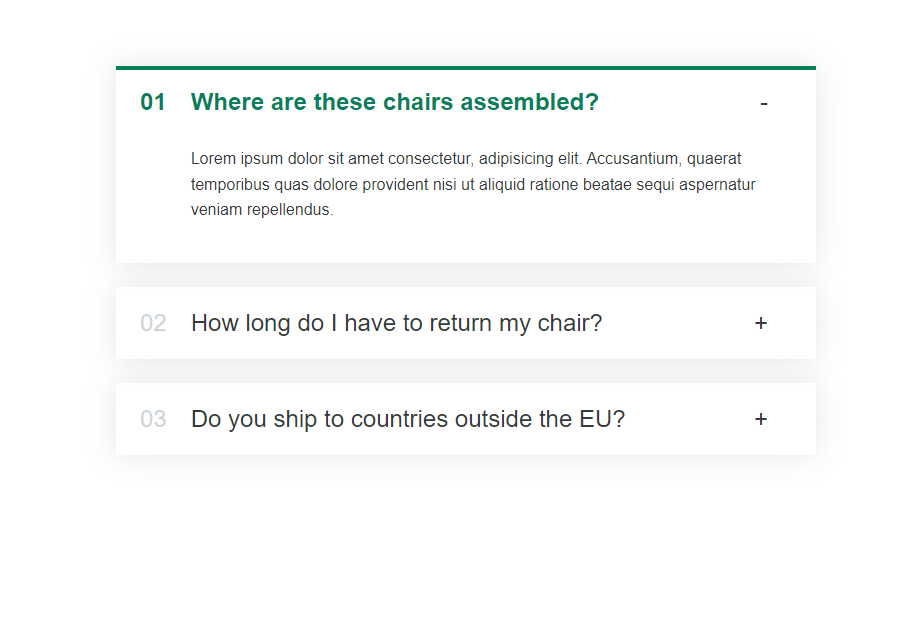 01 Where are these chairs assembled? -
Lorem ipsum dolor sit amet consectetur, adipisicing elit. Accusantium, quaerat
temporibus quas dolore provident nisi ut aliquid ratione beatae sequi aspernatur
veniam repellendus.
02 How long do I have to return my chair? +
03 Do you ship to countries outside the EU? +